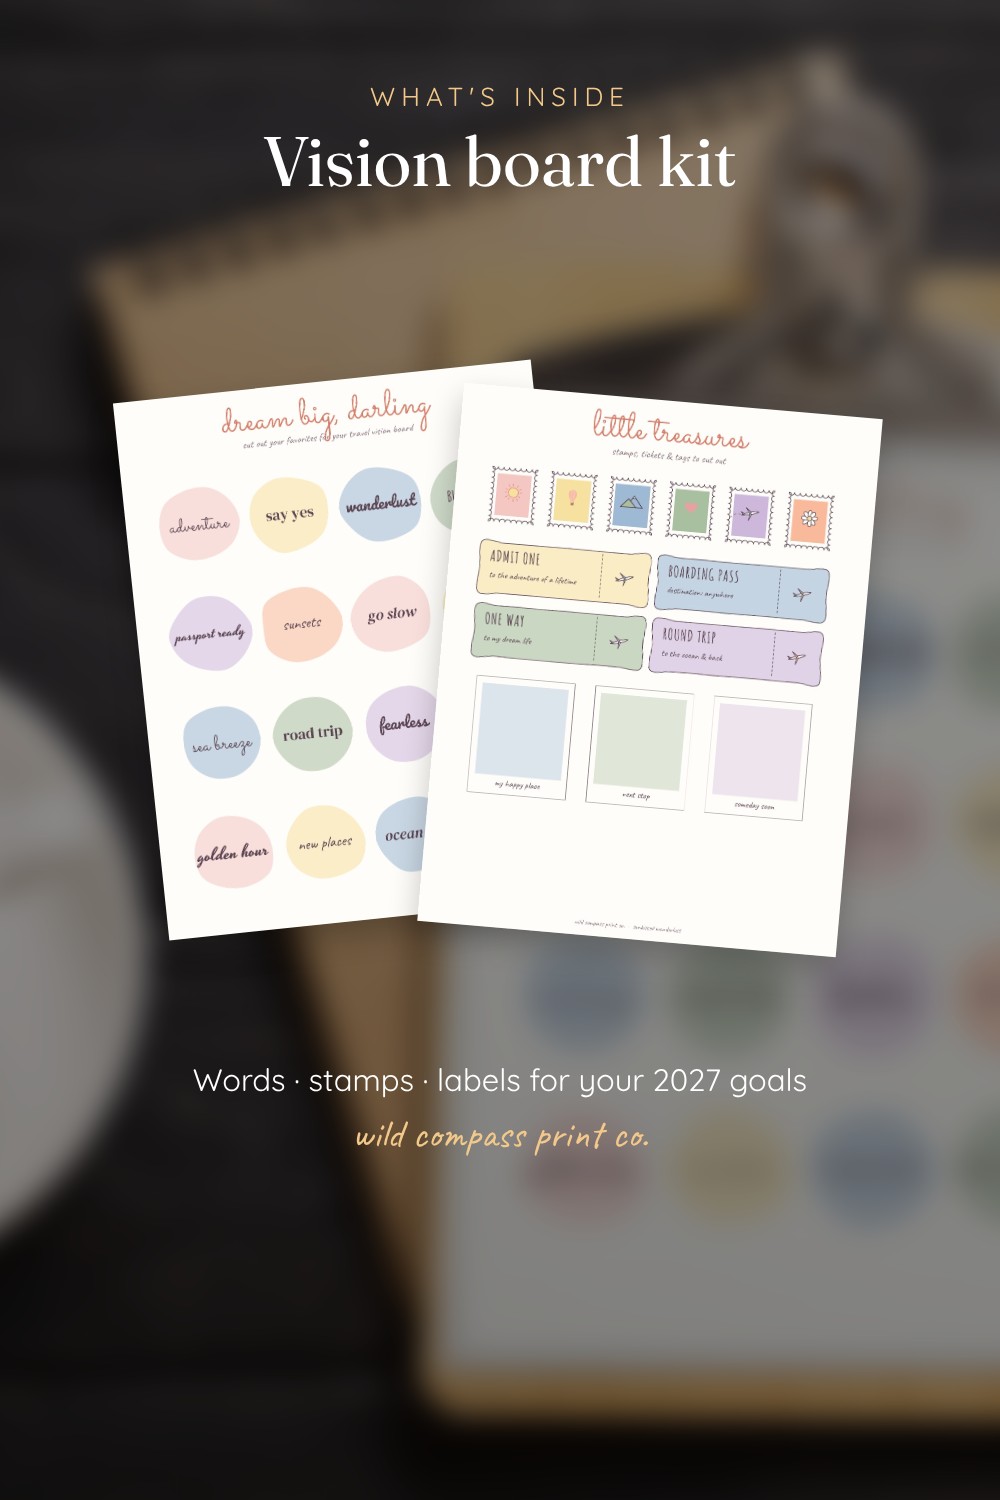 WHAT'S INSIDE
Vision board kit
dream big, darling
cut out your favorites for your travel vision board
adventure
say yes
wanderlust
passport ready
sunsets
go slow
sea breeze
road trip
fearless
golden hour
new places
ocean
little treasures
stamps, tickets & tags to cut out
ADMIT ONE
to the adventure of a lifetime
BOARDING PASS
destination: anywhere
ONE WAY
to my dream life
ROUND TRIP
to the ocean & back
my happy place
next stop
someday soon
wild compass print co.
Words · stamps · labels for your 2027 goals
wild compass print co.